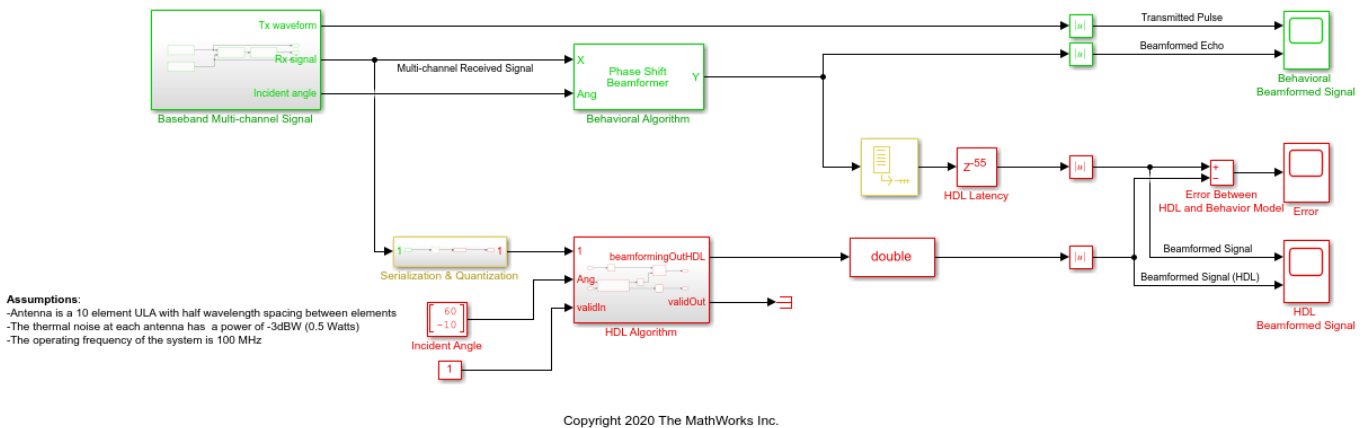 Tx waveform
Rx signal
Incident angle
Baseband Multi-channel Signal
Multi-channel Received Signal
X
Ang
Phase Shift
Beamformer
Y
Behavioral Algorithm
|u|
Transmitted Pulse
|u|
Beamformed Echo
Behavioral
Beamformed Signal
Z-55
HDL Latency
|u|
+
−
Error Between
HDL and Behavior Model
Error
1
1
Serialization & Quantization
1
Ang
validIn
beamformingOutHDL
validOut
HDL Algorithm
double
|u|
Beamformed Signal
Beamformed Signal (HDL)
HDL
Beamformed Signal
60
-10
Incident Angle
1
Assumptions:
-Antenna is a 10 element ULA with half wavelength spacing between elements
-The thermal noise at each antenna has a power of -3dBW (0.5 Watts)
-The operating frequency of the system is 100 MHz
Copyright 2020 The MathWorks Inc.